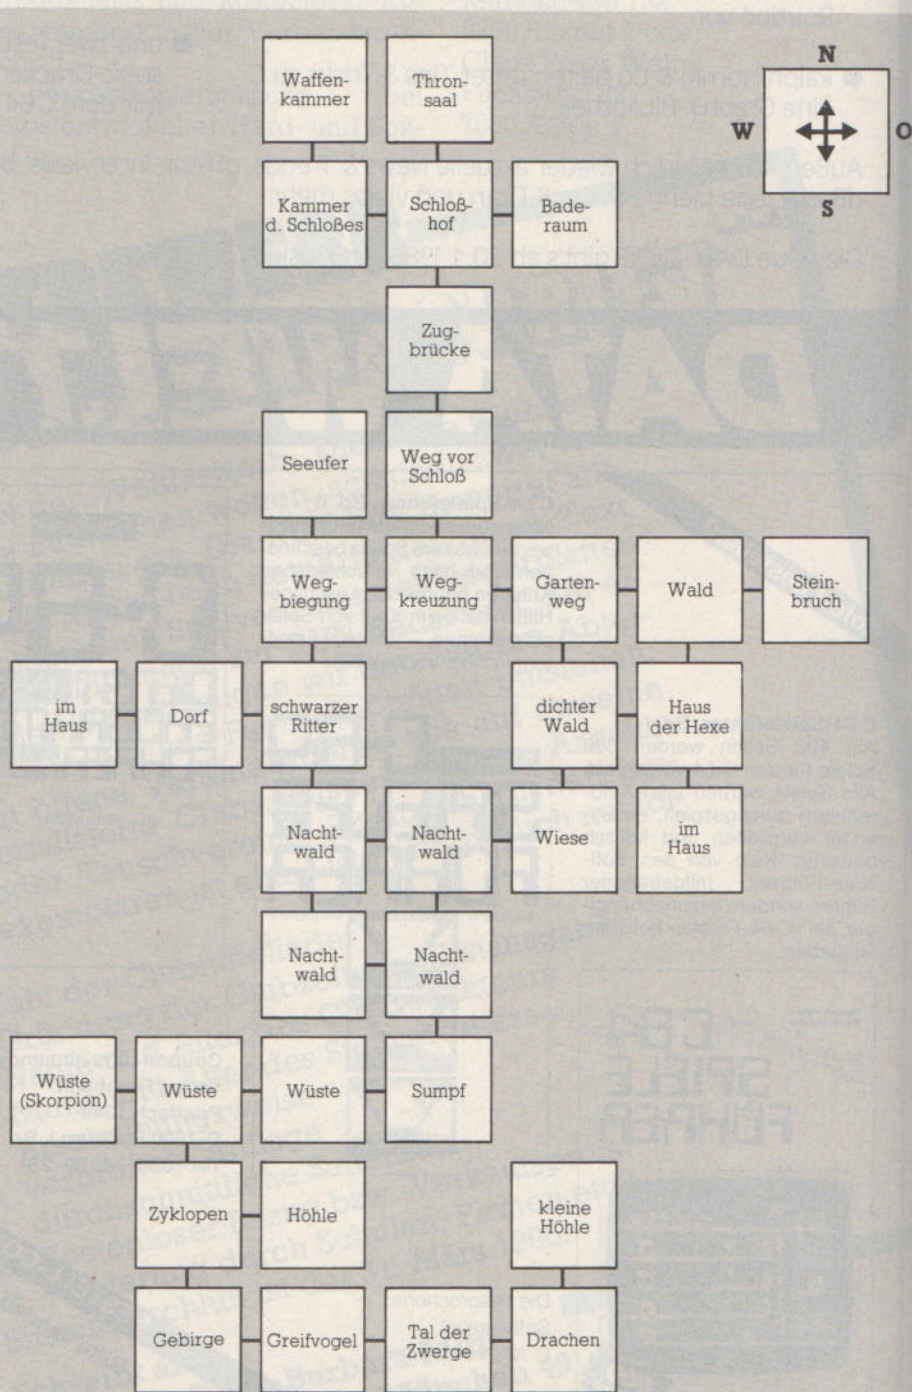 Waffen-
kammer
Thron-
saal
N
W
O
S
Kammer
d. Schloßes
Schloß-
hof
Bade-
raum
Zug-
brücke
Seeufer
Weg vor
Schloß
Weg-
biegung
Weg-
kreuzung
Garten-
weg
Wald
Stein-
bruch
im
Haus
Dorf
schwarzer
Ritter
dichter
Wald
Haus
der Hexe
Nacht-
wald
Nacht-
wald
Wiese
im
Haus
Nacht-
wald
Nacht-
wald
Wüste
(Skorpion)
Wüste
Wüste
Sumpf
Zyklopen
Höhle
kleine
Höhle
Gebirge
Greifvogel
Tal der
Zwerge
Drachen